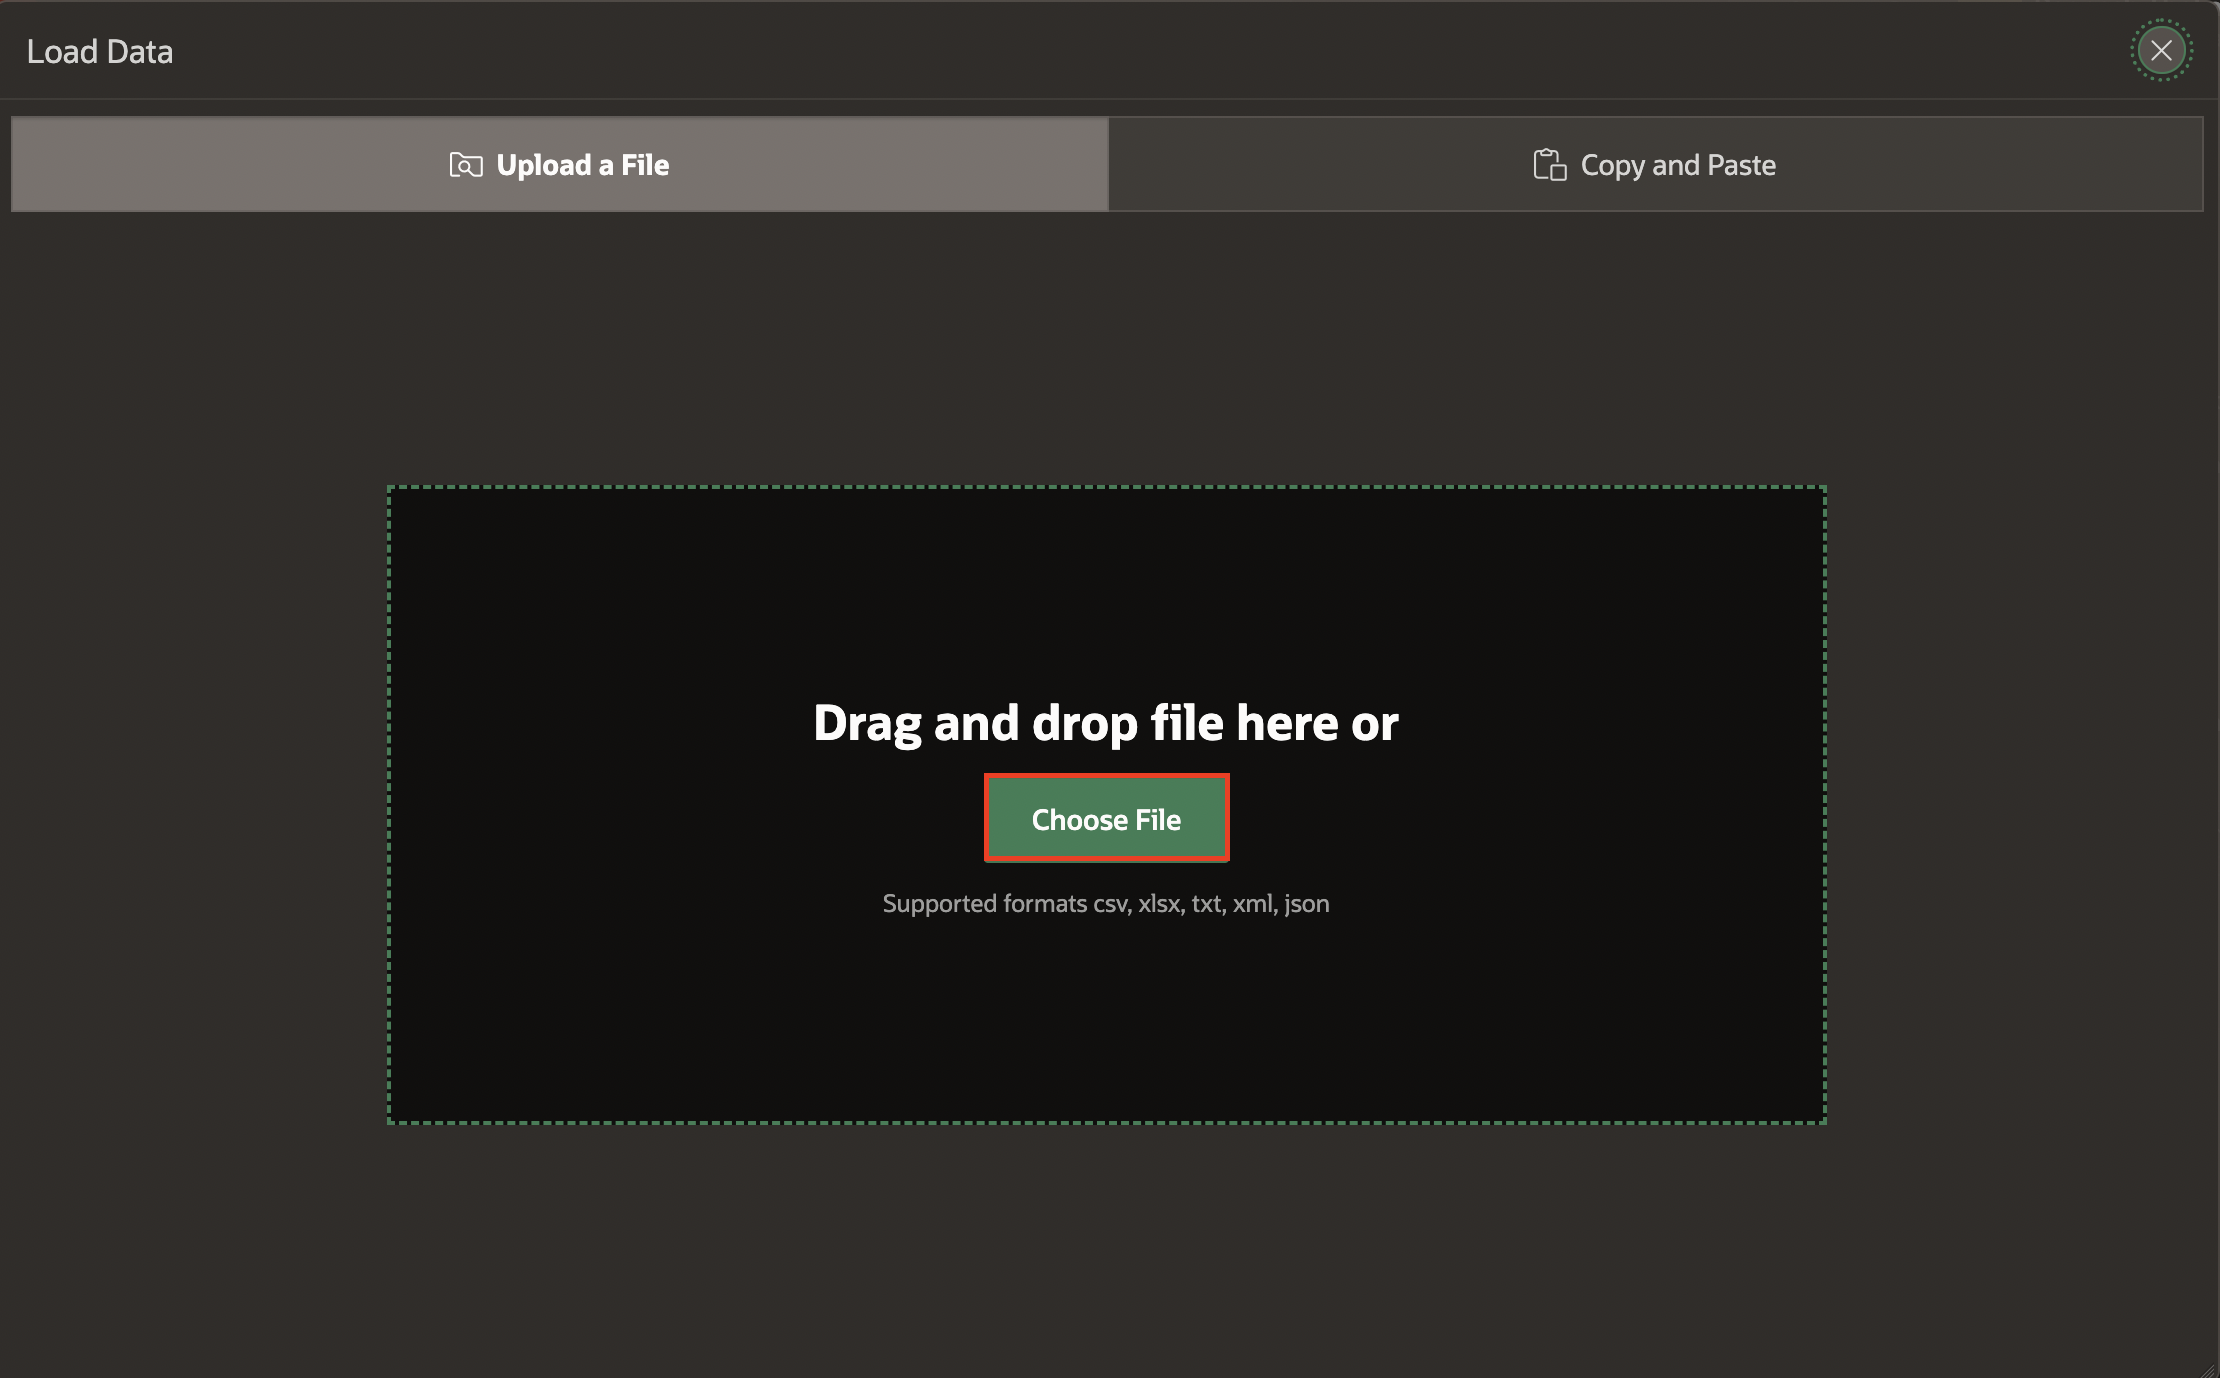 Load Data
Upload a File
Copy and Paste
Drag and drop file here or
Choose File
Supported formats csv, xlsx, txt, xml, json